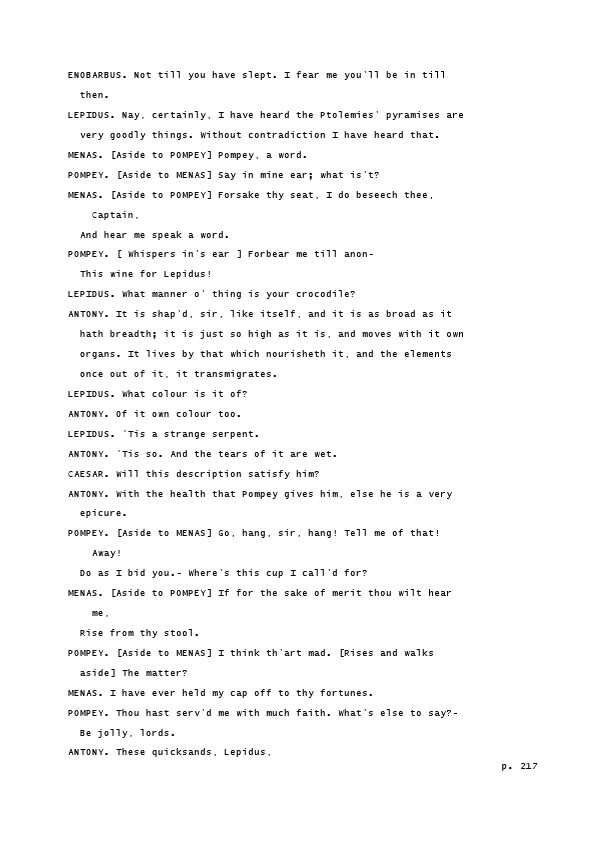 ENOBARBUS. Not till you have slept. I fear me you'll be in till
then.
LEPIDUS. Nay, certainly, I have heard the Ptolemies' pyramises are
very goodly things. Without contradiction I have heard that.
MENAS. [Aside to POMPEY] Pompey, a word.
POMPEY. [Aside to MENAS] Say in mine ear; what is't?
MENAS. [Aside to POMPEY] Forsake thy seat, I do beseech thee,
Captain,
And hear me speak a word.
POMPEY. [ Whispers in's ear ] Forbear me till anon-
This wine for Lepidus!
LEPIDUS. What manner o' thing is your crocodile?
ANTONY. It is shap'd, sir, like itself, and it is as broad as it
hath breadth; it is just so high as it is, and moves with it own
organs. It lives by that which nourisheth it, and the elements
once out of it, it transmigrates.
LEPIDUS. What colour is it of?
ANTONY. Of it own colour too.
LEPIDUS. 'Tis a strange serpent.
ANTONY. 'Tis so. And the tears of it are wet.
CAESAR. Will this description satisfy him?
ANTONY. With the health that Pompey gives him, else he is a very
epicure.
POMPEY. [Aside to MENAS] Go, hang, sir, hang! Tell me of that!
Away!
Do as I bid you.- Where's this cup I call'd for?
MENAS. [Aside to POMPEY] If for the sake of merit thou wilt hear
me,
Rise from thy stool.
POMPEY. [Aside to MENAS] I think th'art mad. [Rises and walks
aside] The matter?
MENAS. I have ever held my cap off to thy fortunes.
POMPEY. Thou hast serv'd me with much faith. What's else to say?-
Be jolly, lords.
ANTONY. These quicksands, Lepidus,
p. 217